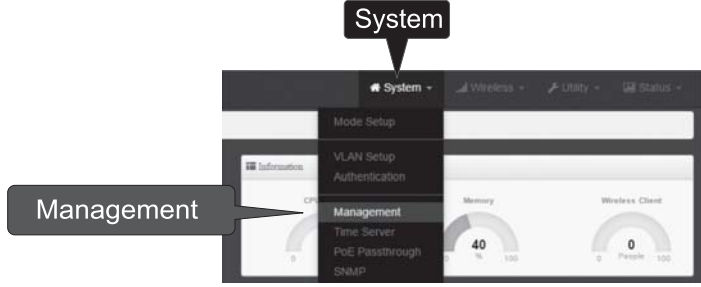 System
System Wireless Utility Status
Mode Setup
Information
VLAN Setup
Authentication
Management
Management
CPU Memory Wireless Client
Time Server
PoE Passthrough
SNMP
0
0 40 100
%
0 0 100
People